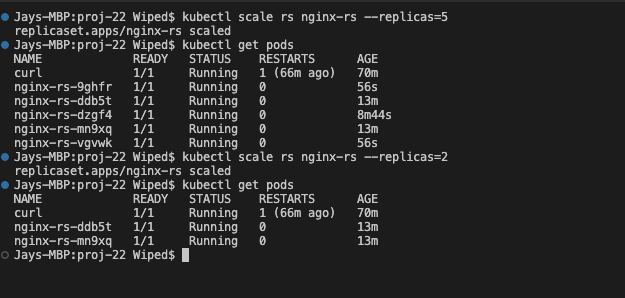 Jays-MBP:proj-22 Wiped$ kubectl scale rs nginx-rs --replicas=5
replicaset.apps/nginx-rs scaled
Jays-MBP:proj-22 Wiped$ kubectl get pods
NAME READY STATUS RESTARTS AGE
curl 1/1 Running 1 (66m ago) 70m
nginx-rs-9ghfr 1/1 Running 0 56s
nginx-rs-ddb5t 1/1 Running 0 13m
nginx-rs-dzgf4 1/1 Running 0 8m44s
nginx-rs-mn9xq 1/1 Running 0 13m
nginx-rs-vgvwk 1/1 Running 0 56s
Jays-MBP:proj-22 Wiped$ kubectl scale rs nginx-rs --replicas=2
replicaset.apps/nginx-rs scaled
Jays-MBP:proj-22 Wiped$ kubectl get pods
NAME READY STATUS RESTARTS AGE
curl 1/1 Running 1 (66m ago) 70m
nginx-rs-ddb5t 1/1 Running 0 13m
nginx-rs-mn9xq 1/1 Running 0 13m
Jays-MBP:proj-22 Wiped$